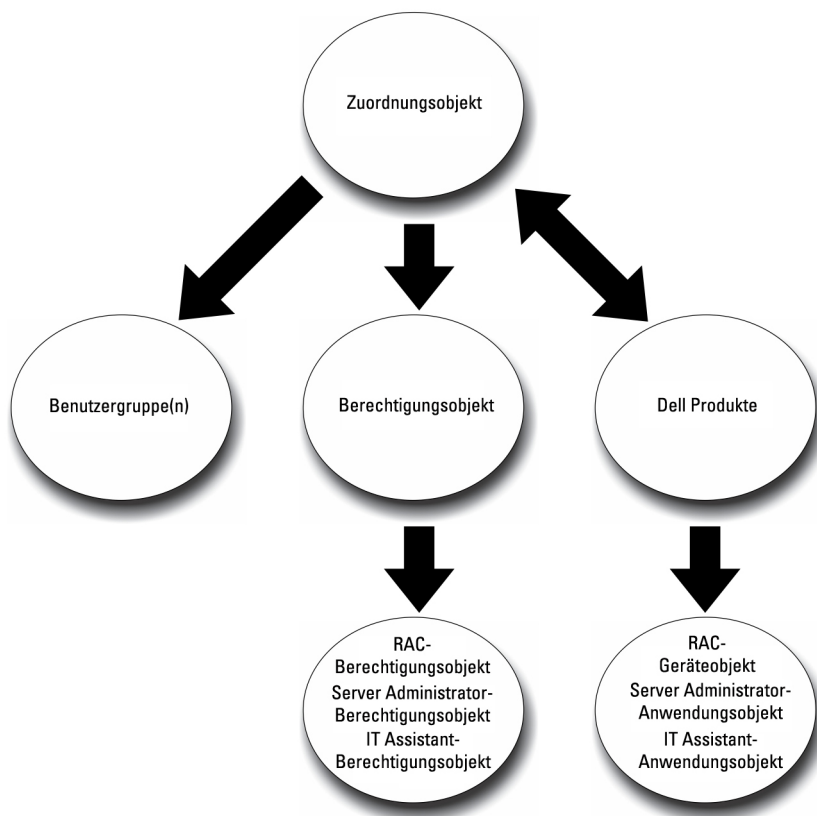 Zuordnungsobjekt
Benutzergruppe(n)
Berechtigungsobjekt
Dell Produkte
RAC-
Berechtigungsobjekt
Server Administrator-
Berechtigungsobjekt
IT Assistant-
Berechtigungsobjekt
RAC-
Geräteobjekt
Server Administrator-
Anwendungsobjekt
IT Assistant-
Anwendungsobjekt